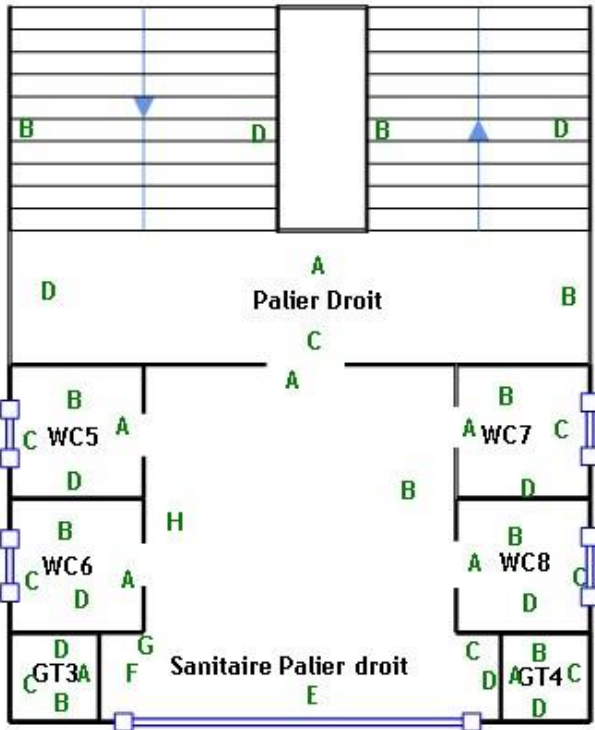 B D B D
A
D Palier Droit B
C
A
B B
A A C
C WC5 WC7
D B D
H
B B
WC6 A WC8
C A C
D D
G C
D B
GT3 A F Sanitaire Palier droit A GT4 C
C E D
B D